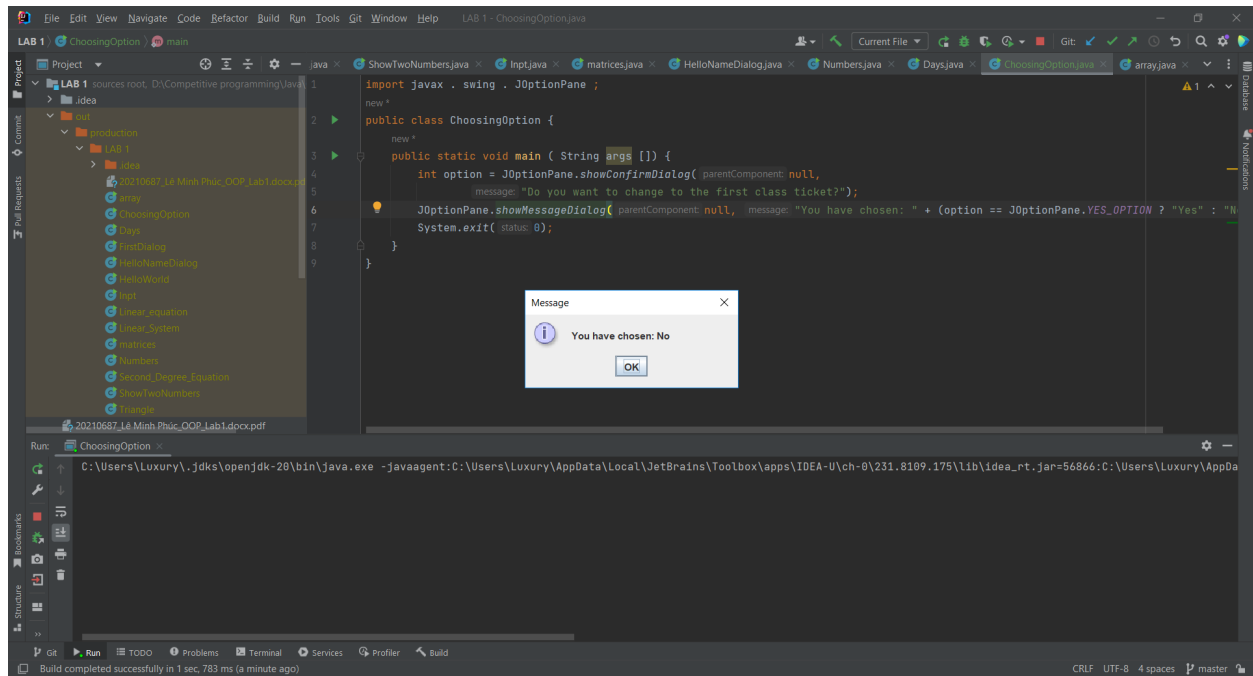 File Edit View Navigate Code Refactor Build Run Tools Git Window Help LAB 1 - ChoosingOption.java
LAB 1 ChoosingOption main Current File Git:
Project java ShowTwoNumbers.java Inpt.java matrices.java HelloNameDialog.java Numbers.java Days.java ChoosingOption.java array.java
LAB 1 sources root, D:\Competitive programming\Java\
.idea
out
production
LAB 1
.idea
20210687_Lê Minh Phúc_OOP_Lab1.docx.pd
array
ChoosingOption
Days
FirstDialog
HelloNameDialog
HelloWorld
Inpt
Linear_equation
Linear_System
matrices
Numbers
Second_Degree_Equation
ShowTwoNumbers
Triangle
20210687_Lê Minh Phúc_OOP_Lab1.docx.pdf
1 import javax . swing . JOptionPane ;
new *
2 public class ChoosingOption {
new *
3 public static void main ( String args []) {
4 int option = JOptionPane.showConfirmDialog( parentComponent: null,
5 message: "Do you want to change to the first class ticket?");
6 JOptionPane.showMessageDialog( parentComponent: null, message: "You have chosen: " + (option == JOptionPane.YES_OPTION ? "Yes" : "N
7 System.exit( status: 0);
8 }
9 }
1
Message
You have chosen: No
OK
Project
Commit
Pull Requests
Bookmarks
Structure
Database
Notifications
Run: ChoosingOption
C:\Users\Luxury\.jdks\openjdk-20\bin\java.exe -javaagent:C:\Users\Luxury\AppData\Local\JetBrains\Toolbox\apps\IDEA-U\ch-0\231.8109.175\lib\idea_rt.jar=56866:C:\Users\Luxury\AppDa
Git Run TODO Problems Terminal Services Profiler Build
Build completed successfully in 1 sec, 783 ms (a minute ago) CRLF UTF-8 4 spaces master